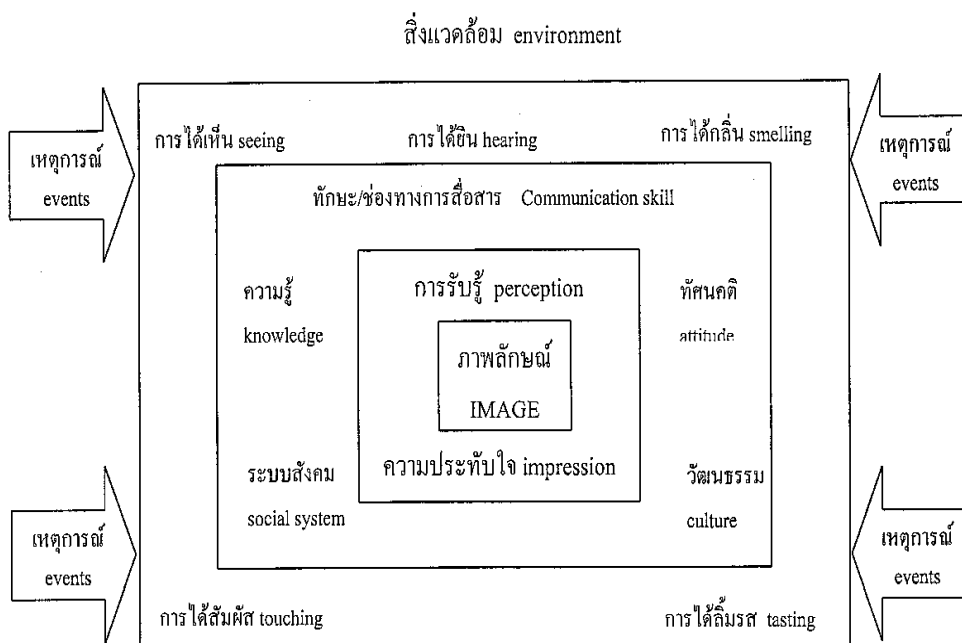 สิ่งแวดล้อม environment
การได้เห็น seeing
การได้ยิน hearing
การได้กลิ่น smelling
เหตุการณ์
events
เหตุการณ์
events
ทักษะ/ช่องทางการสื่อสาร Communication skill
ความรู้
knowledge
การรับรู้ perception
ทัศนคติ
attitude
ภาพลักษณ์
IMAGE
ความประทับใจ impression
ระบบสังคม
social system
วัฒนธรรม
culture
เหตุการณ์
events
เหตุการณ์
events
การได้สัมผัส touching
การได้ลิ้มรส tasting